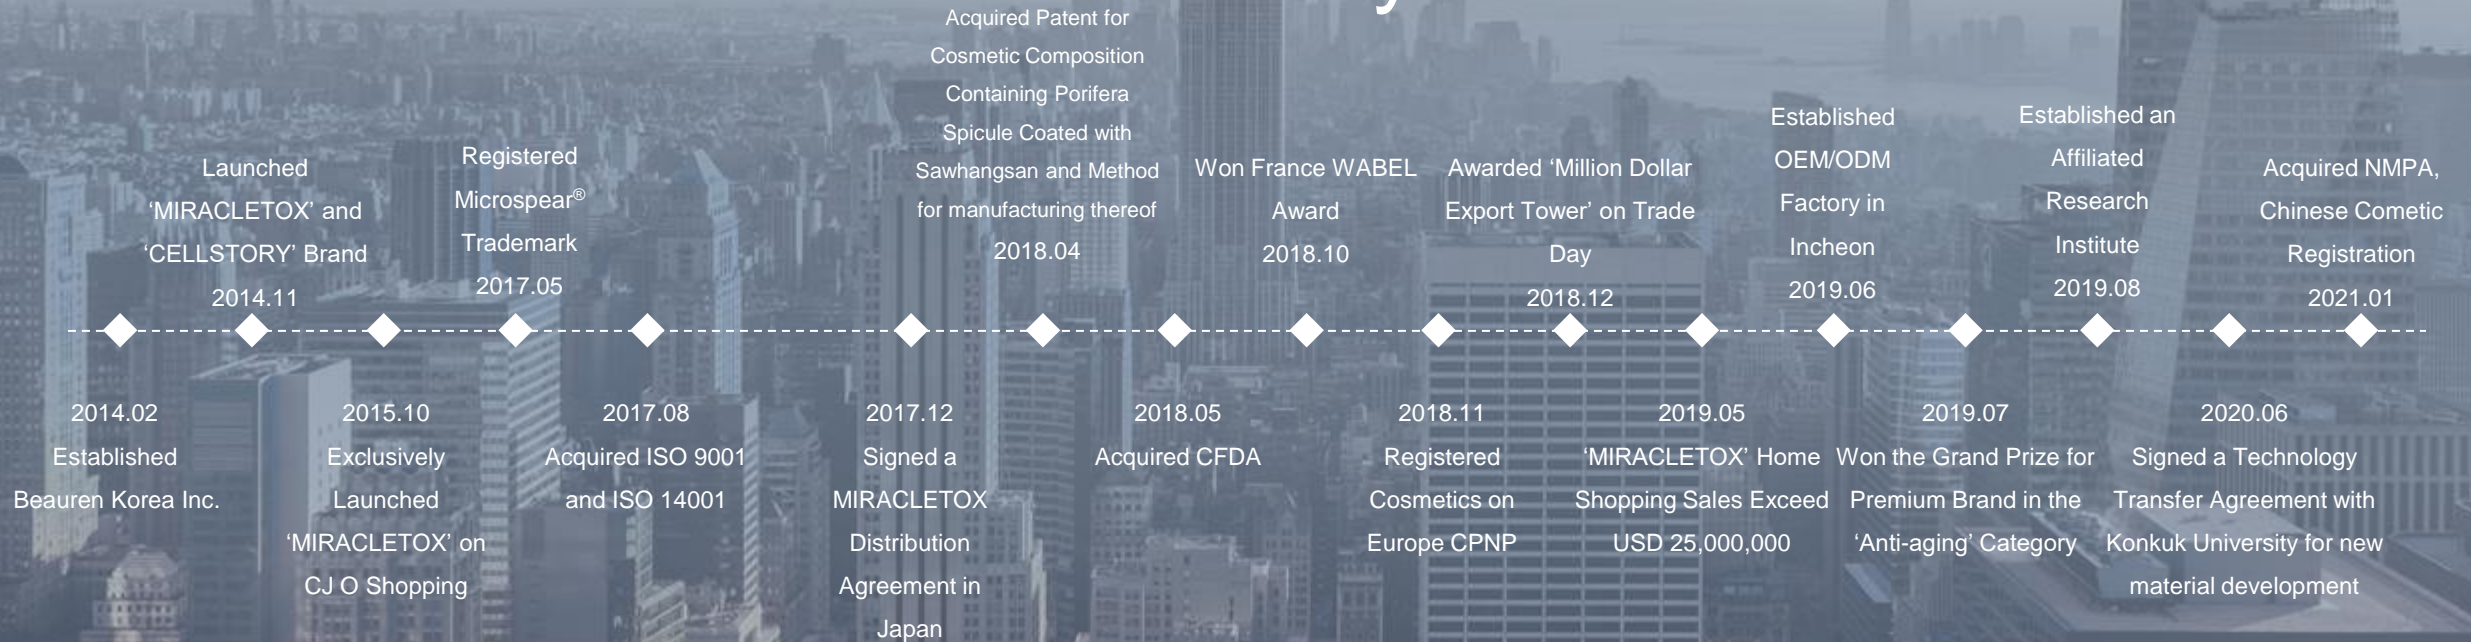 Launched
‘MIRACLETOX’ and
‘CELLSTORY’ Brand
2014.11
Registered
Microspear®
Trademark
2017.05
Acquired Patent for
Cosmetic Composition
Containing Porifera
Spicule Coated with
Sawhangsan and Method
for manufacturing thereof
2018.04
Won France WABEL
Award
2018.10
Awarded ‘Million Dollar
Export Tower’ on Trade
Day
2018.12
Established
OEM/ODM
Factory in
Incheon
2019.06
Established an
Affiliated
Research
Institute
2019.08
Acquired NMPA,
Chinese Cometic
Registration
2021.01
2014.02
Established
Beauren Korea Inc.
2015.10
Exclusively
Launched
‘MIRACLETOX’ on
CJ O Shopping
2017.08
Acquired ISO 9001
and ISO 14001
2017.12
Signed a
MIRACLETOX
Distribution
Agreement in
Japan
2018.05
Acquired CFDA
2018.11
Registered
Cosmetics on
Europe CPNP
2019.05
‘MIRACLETOX’ Home
Shopping Sales Exceed
USD 25,000,000
2019.07
Won the Grand Prize for
Premium Brand in the
‘Anti-aging’ Category
2020.06
Signed a Technology
Transfer Agreement with
Konkuk University for new
material development